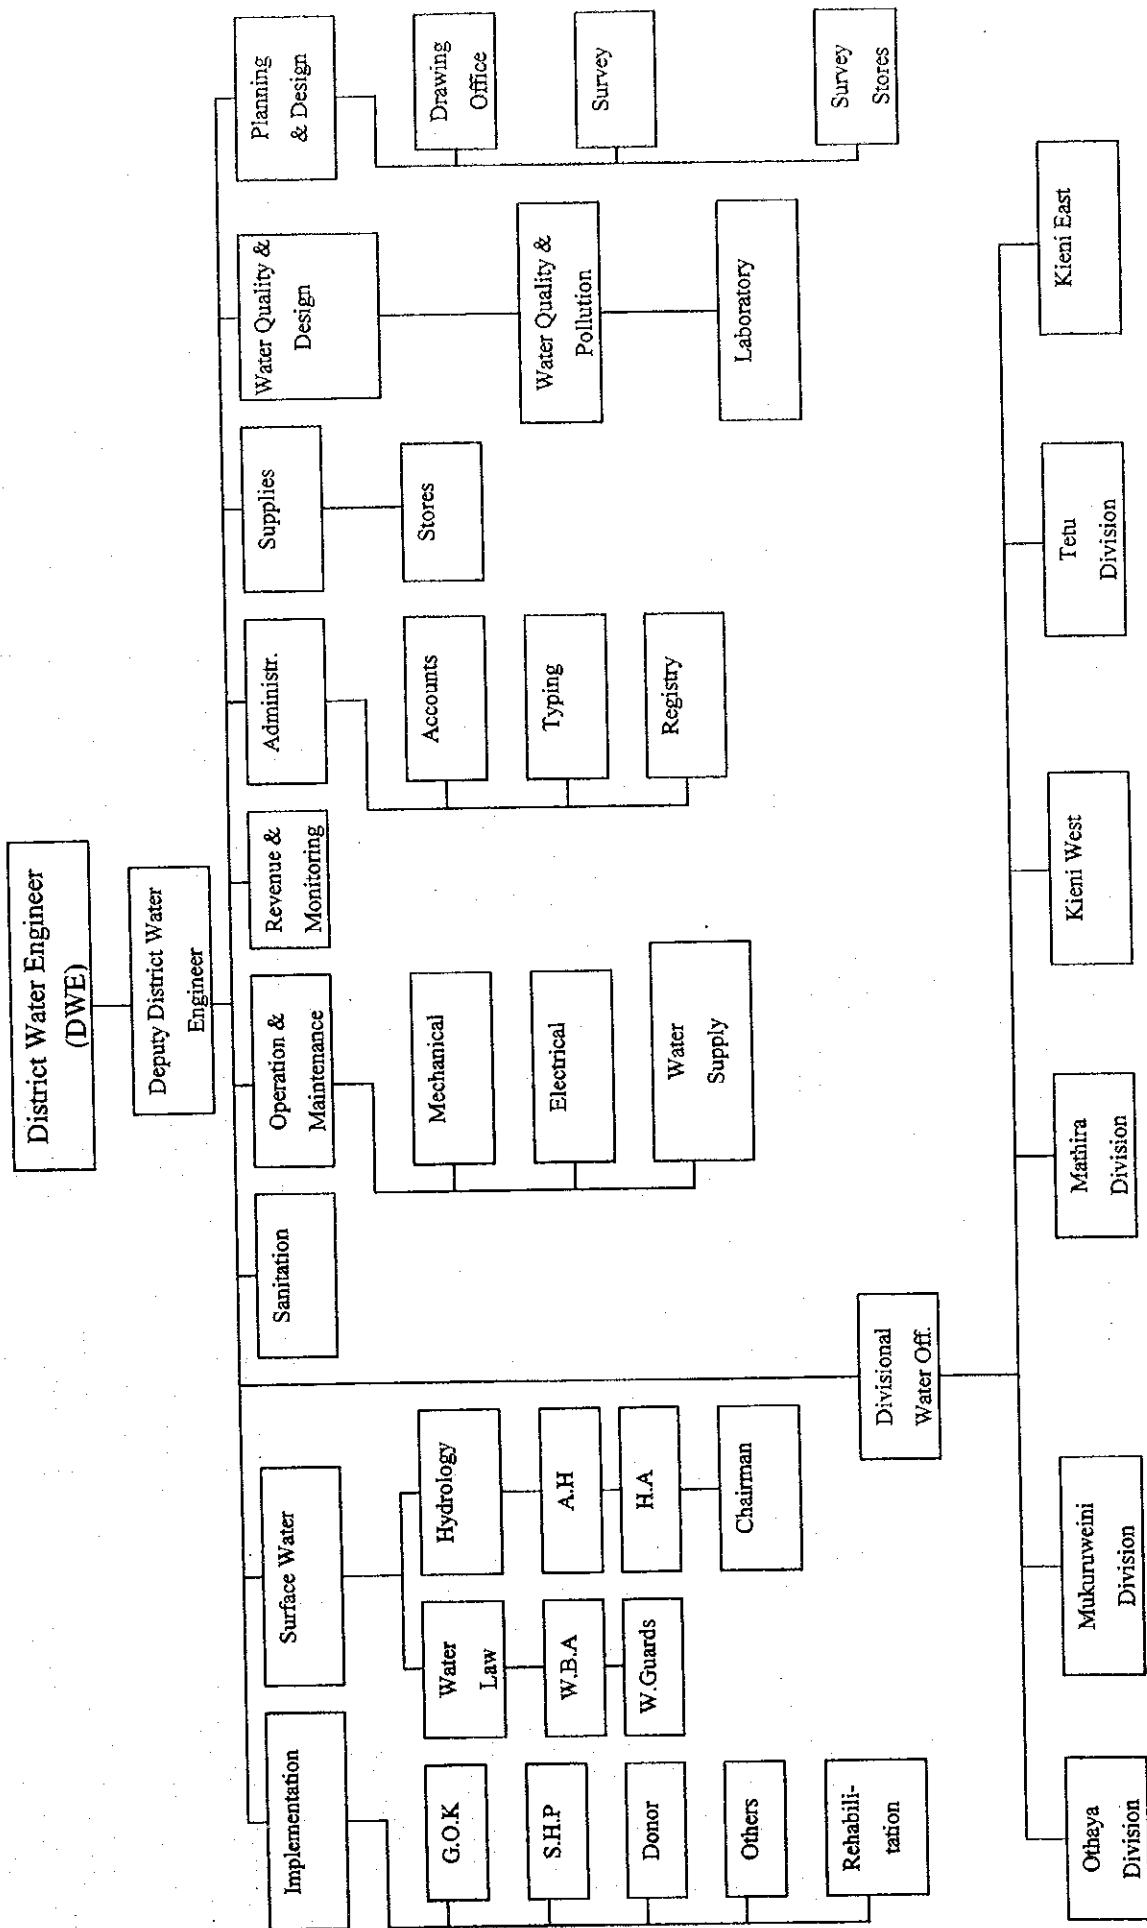 District Water Engineer
(DWE)
Deputy District Water
Engineer
Implementation
Surface Water
Sanitation
Operation &
Maintenance
Revenue &
Monitoring
Administr.
Supplies
Water Quality &
Design
Planning
& Design
G.O.K
S.H.P
Donor
Others
Rehabili-
tation
Water
Law
W.B.A
W.Guards
Hydrology
A.H
H.A
Chairman
Mechanical
Electrical
Water
Supply
Accounts
Typing
Registry
Stores
Water Quality &
Pollution
Laboratory
Drawing
Office
Survey
Survey
Stores
Divisional
Water Off.
Othaya
Division
Mukuruweini
Division
Mathira
Division
Kieni West
Tetu
Division
Kieni East